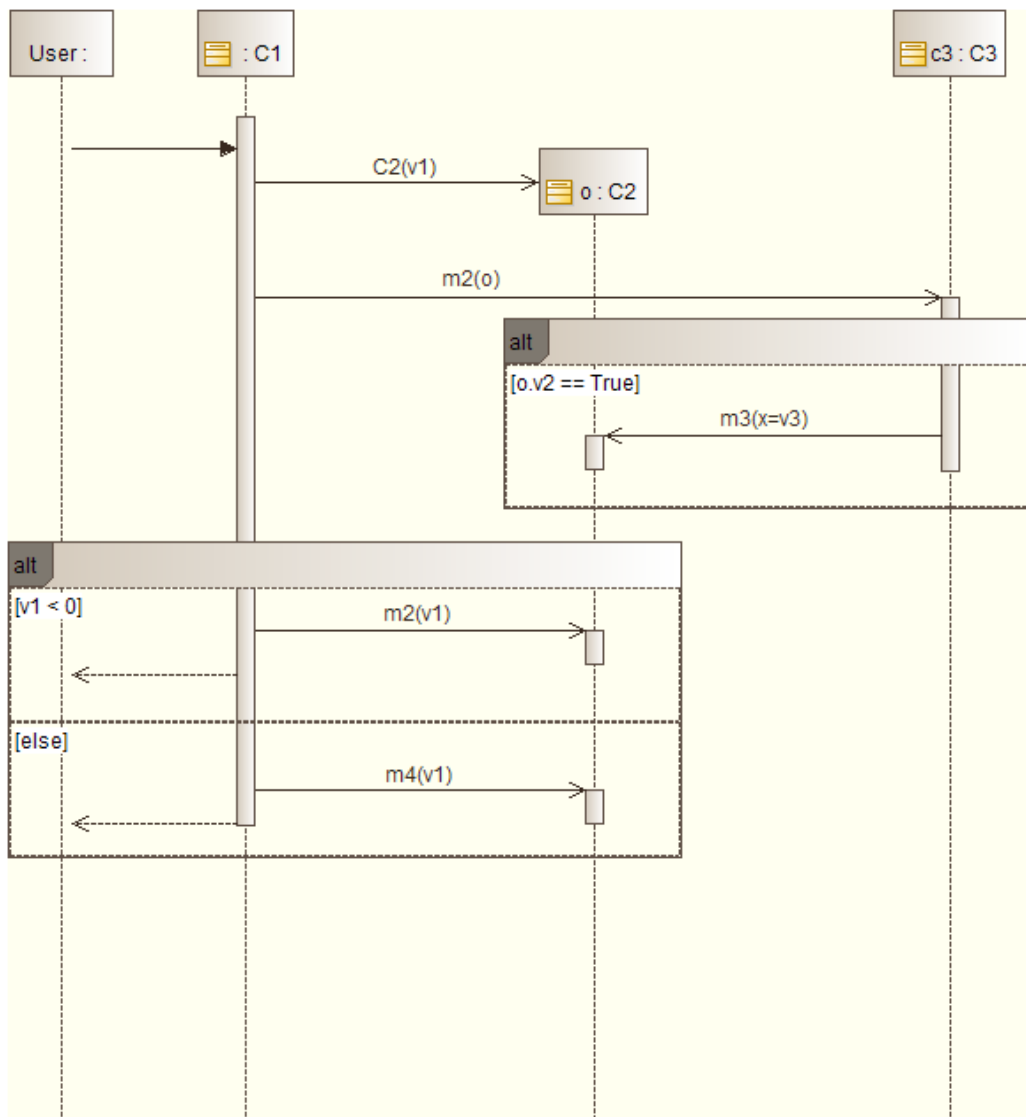 User :
: C1
c3 : C3
C2(v1)
o : C2
m2(o)
alt
[o.v2 == True]
m3(x=v3)
alt
[v1 < 0]
m2(v1)
[else]
m4(v1)